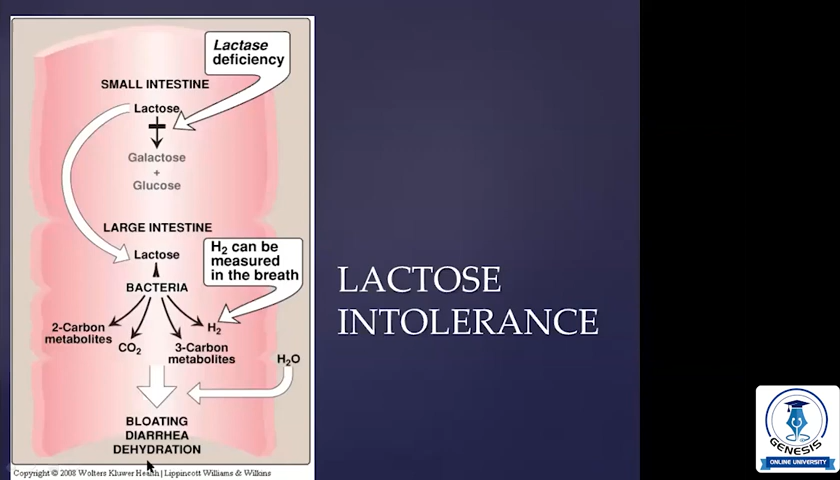 Lactase
deficiency
SMALL INTESTINE
Lactose
Galactose
+
Glucose
LARGE INTESTINE
Lactose
H2 can be
measured
in the breath
BACTERIA
2-Carbon
metabolites
CO2
3-Carbon
metabolites
H2
H2O
BLOATING
DIARRHEA
DEHYDRATION
Copyright © 2008 Wolters Kluwer Health | Lippincott Williams & Wilkins
LACTOSE
INTOLERANCE
GENESIS
ONLINE UNIVERSITY